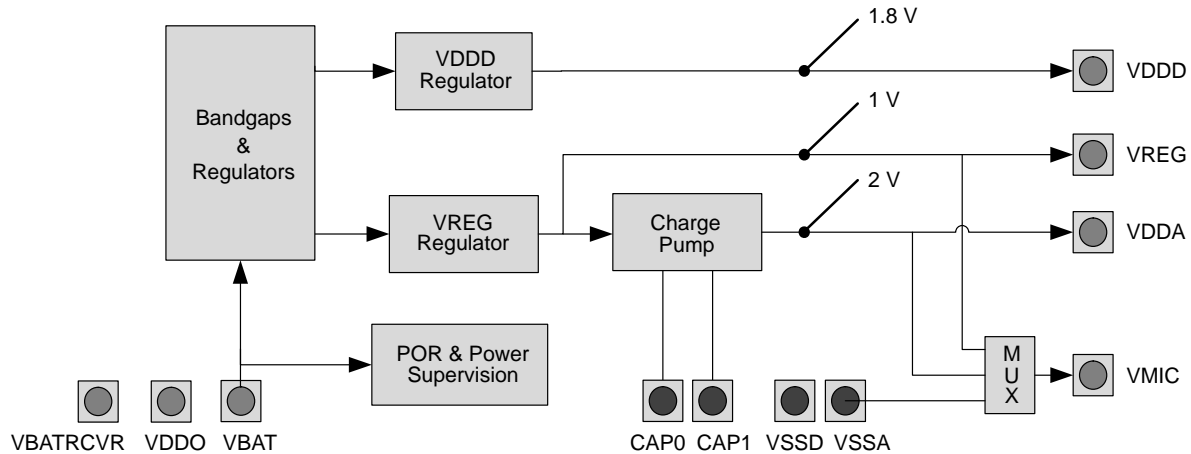 1.8 V
VDDD
Regulator
VDDD
Bandgaps
&
Regulators
1 V
VREG
2 V
VREG
Regulator
Charge
Pump
VDDA
POR & Power
Supervision
M
U
X
VMIC
VBATRCVR
VDDO
VBAT
CAP0
CAP1
VSSD
VSSA